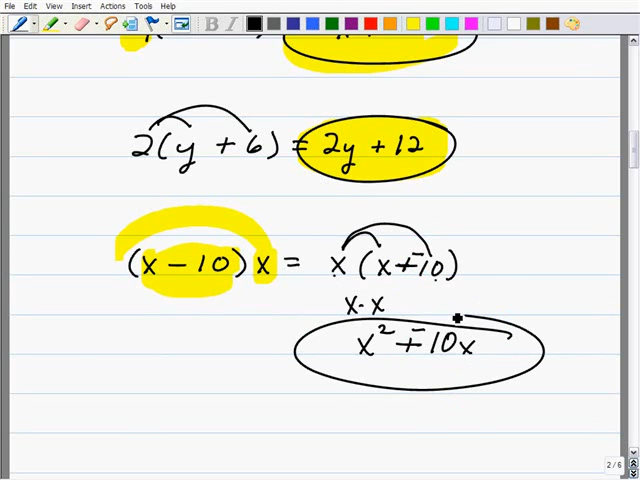 File Edit View Insert Actions Tools Help
2(y + 6) = 2y + 12
(x − 10) x = x (x + −10)
x · x
x² + −10x
2 / 6